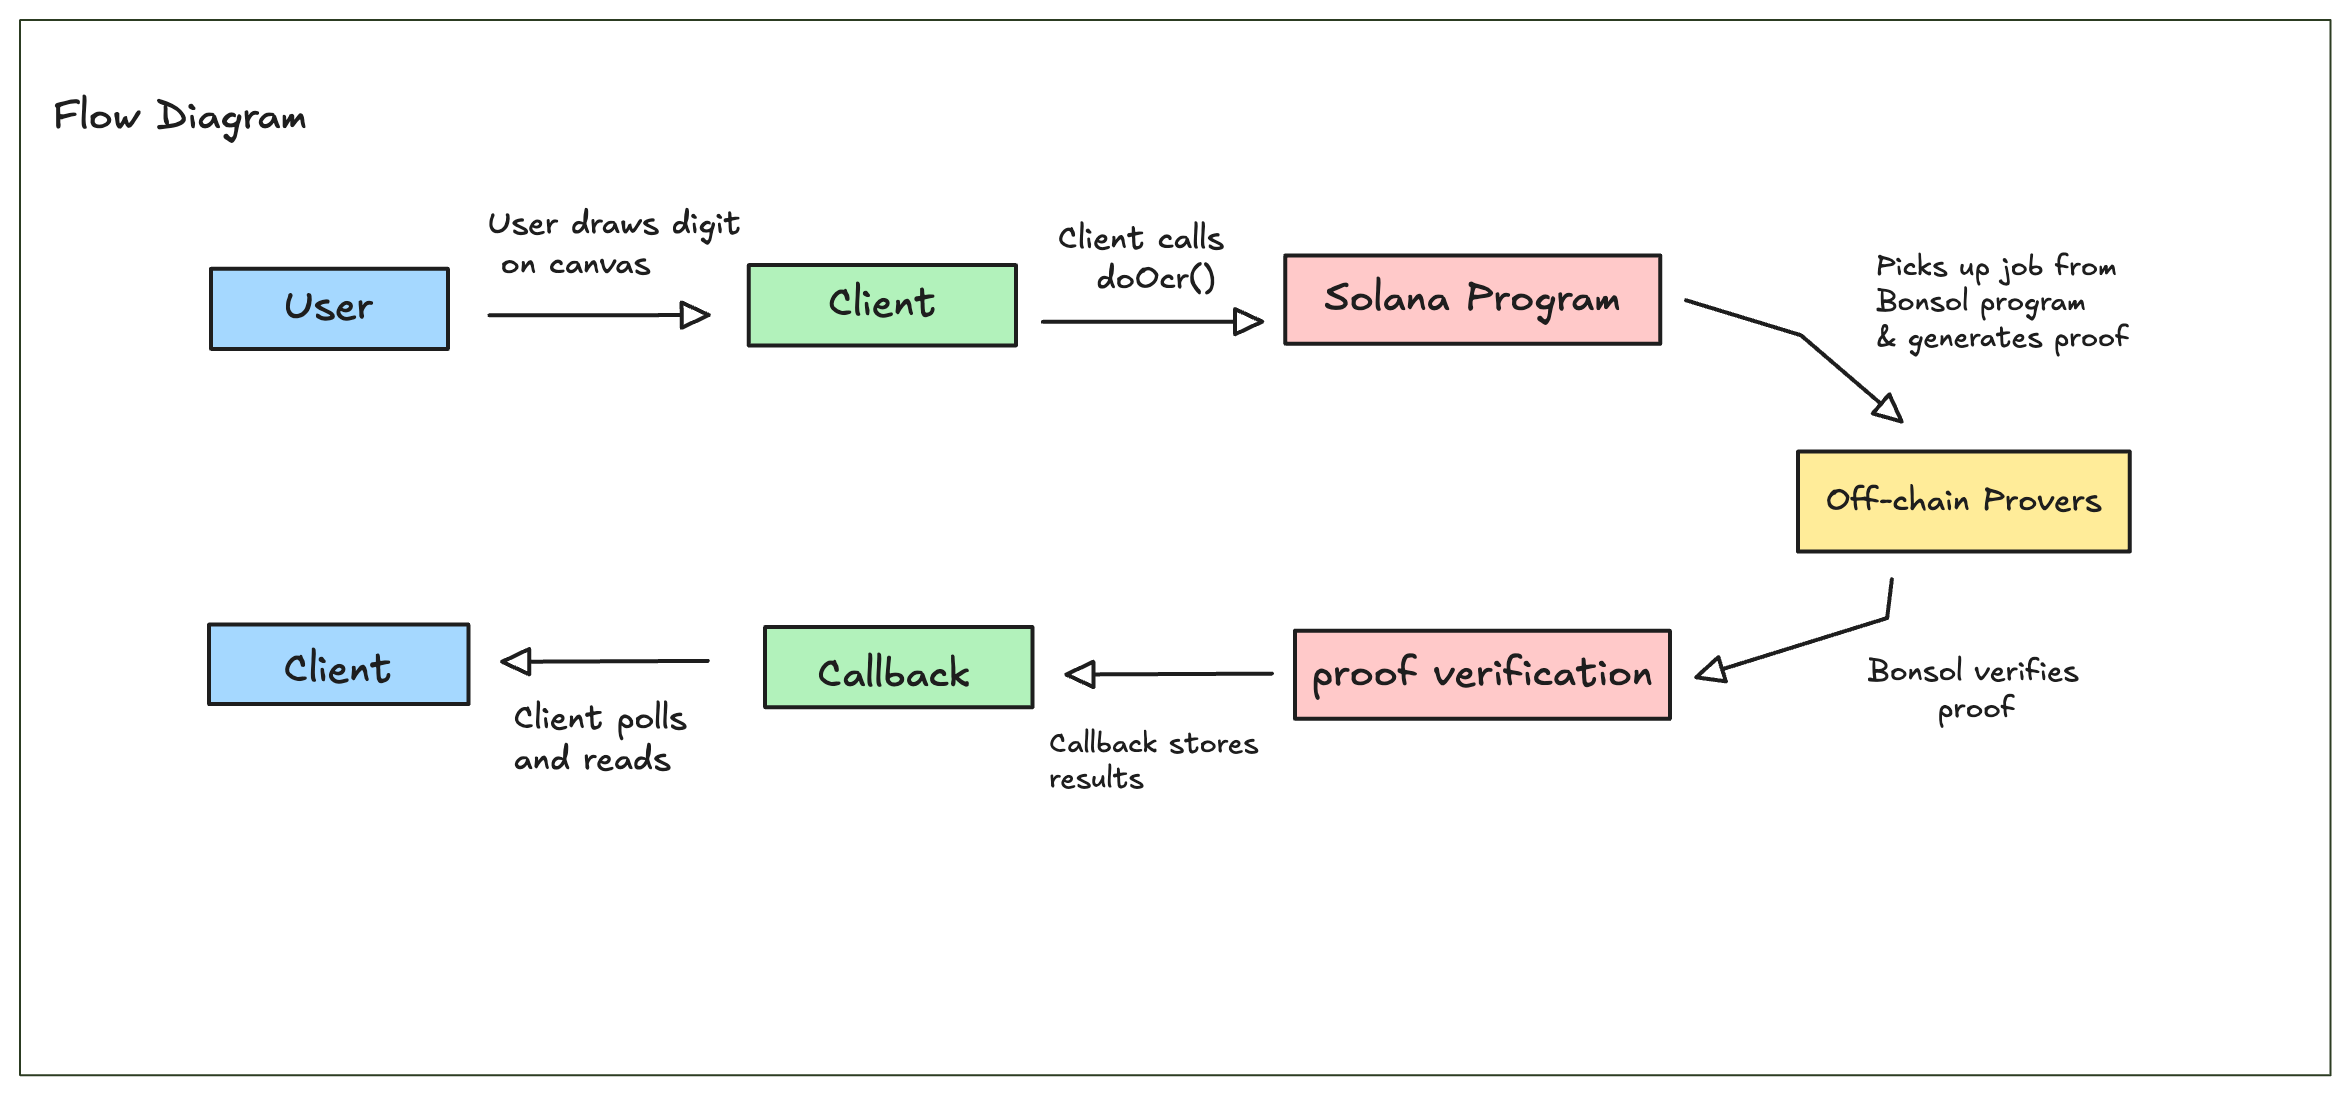 Flow Diagram
User draws digit
on canvas
Client calls
doOcr()
User
Client
Solana Program
Picks up job from
Bonsol program
& generates proof
Off-chain Provers
Bonsol verifies
proof
proof verification
Callback stores
results
Callback
Client polls
and reads
Client